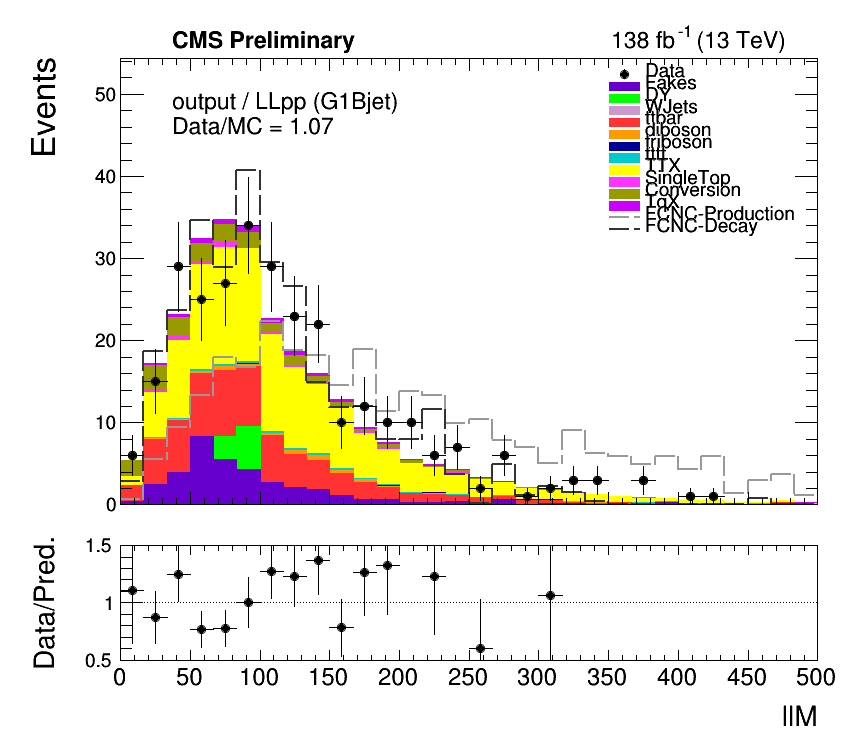 CMS Preliminary
138 fb-1 (13 TeV)
Events
output / LLpp (G1Bjet)
Data/MC = 1.07
Data
Fakes
DY
WJets
ttbar
diboson
triboson
tttt
TTX
SingleTop
Conversion
TqX
FCNC-Production
FCNC-Decay
50
40
30
20
10
0
Data/Pred.
1.5
1
0.5
0 50 100 150 200 250 300 350 400 450 500
llM